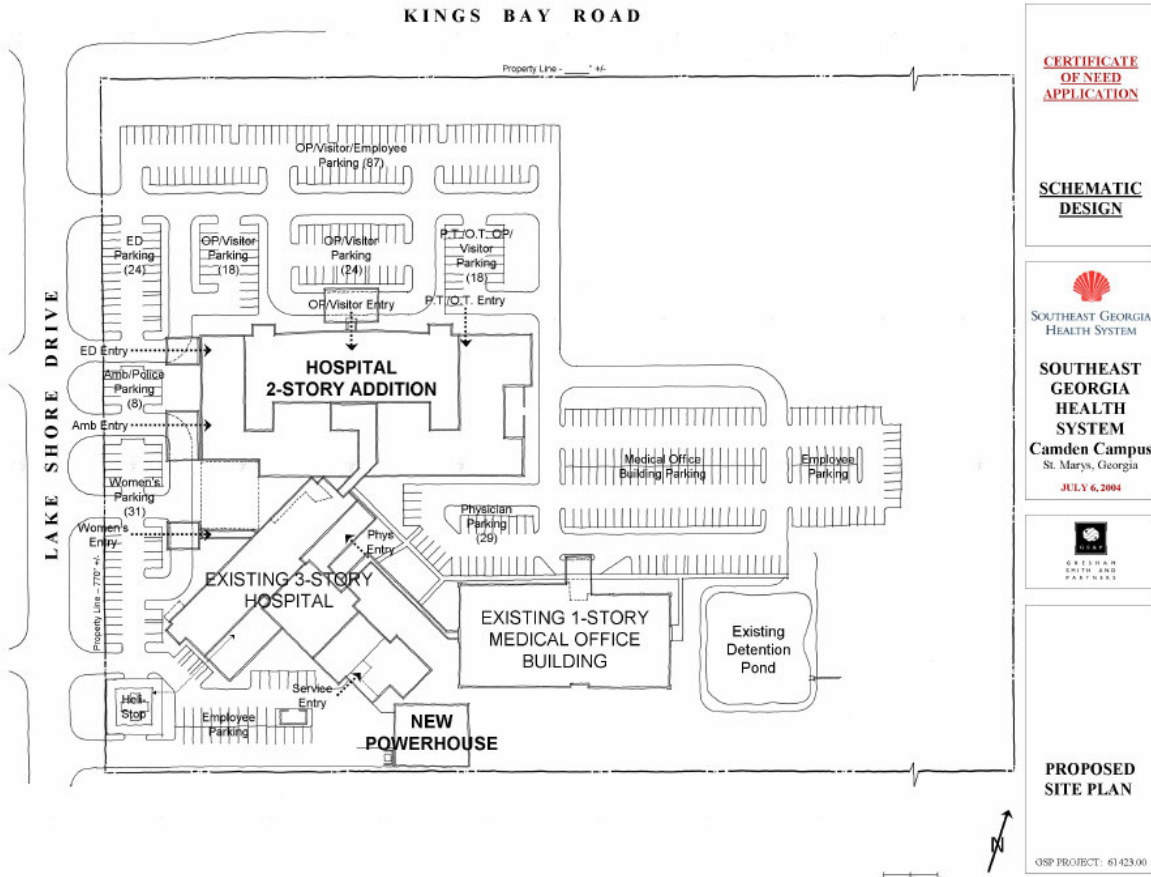 KINGS BAY ROAD
Property Line - _____' +/-
OP/Visitor/Employee
Parking (87)
ED
Parking
(24)
OP/Visitor
Parking
(18)
OP/Visitor
Parking
(24)
P.T./O.T. OP/
Visitor
Parking
(18)
OP/Visitor Entry
P.T./O.T. Entry
LAKE SHORE DRIVE
ED Entry
HOSPITAL
2-STORY ADDITION
Amb/Police
Parking
(8)
Amb Entry
Medical Office
Building Parking
Employee
Parking
Women's
Parking
(31)
Physician
Parking
(29)
Women's
Entry
Phys
Entry
Property Line - 770' +/-
EXISTING 3-STORY
HOSPITAL
EXISTING 1-STORY
MEDICAL OFFICE
BUILDING
Existing
Detention
Pond
Heli-
Stop
Service
Entry
Employee
Parking
NEW
POWERHOUSE
N
CERTIFICATE
OF NEED
APPLICATION
SCHEMATIC
DESIGN
SOUTHEAST GEORGIA
HEALTH SYSTEM
SOUTHEAST
GEORGIA
HEALTH
SYSTEM
Camden Campus
St. Marys, Georgia
JULY 6, 2004
GS&P
GRESHAM
SMITH AND
PARTNERS
PROPOSED
SITE PLAN
GSP PROJECT: 61423.00